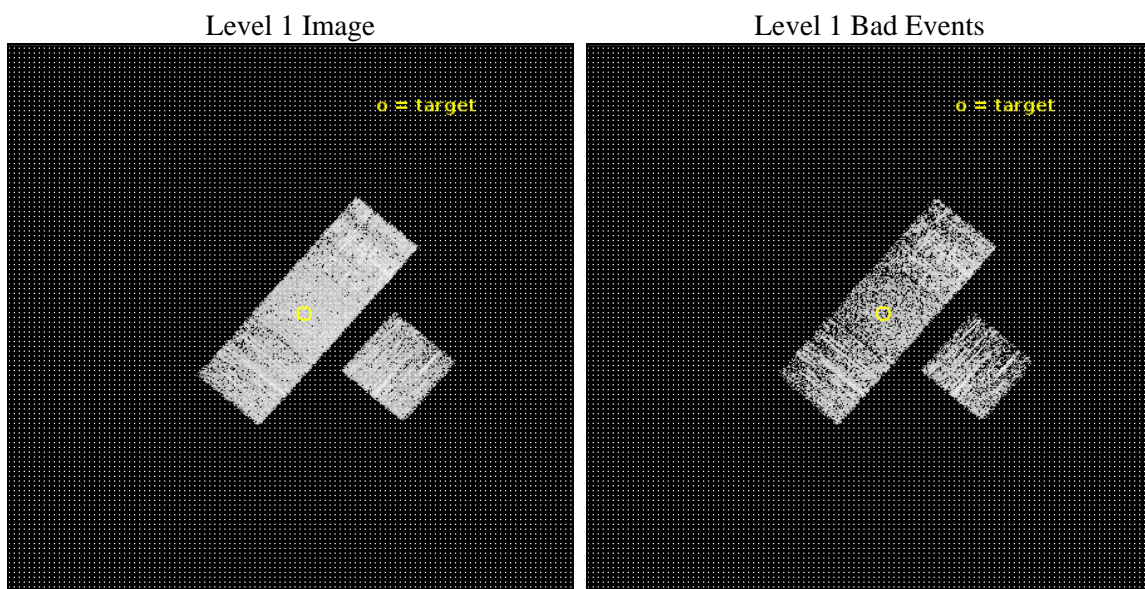 Level 1 Image
Level 1 Bad Events
o = target
o = target